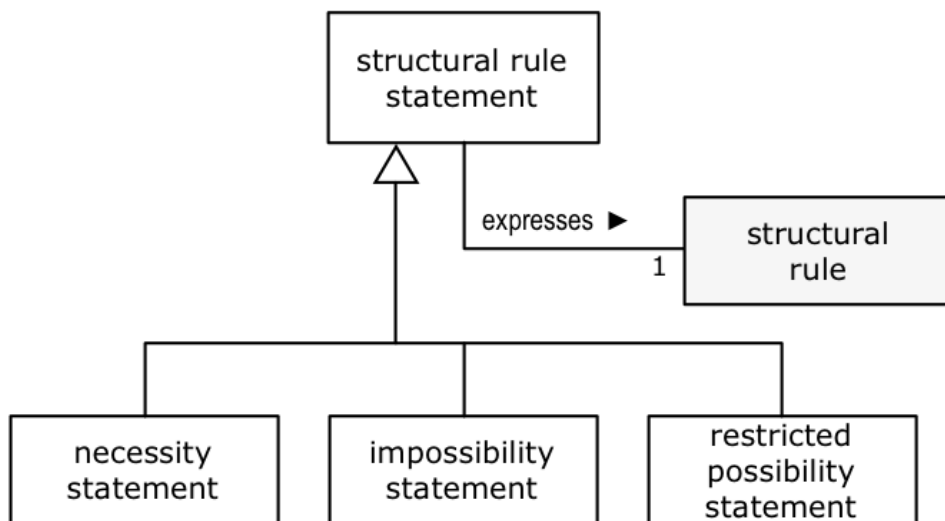 structural rule
statement
expresses ►
structural
rule
1
necessity
statement
impossibility
statement
restricted
possibility
statement